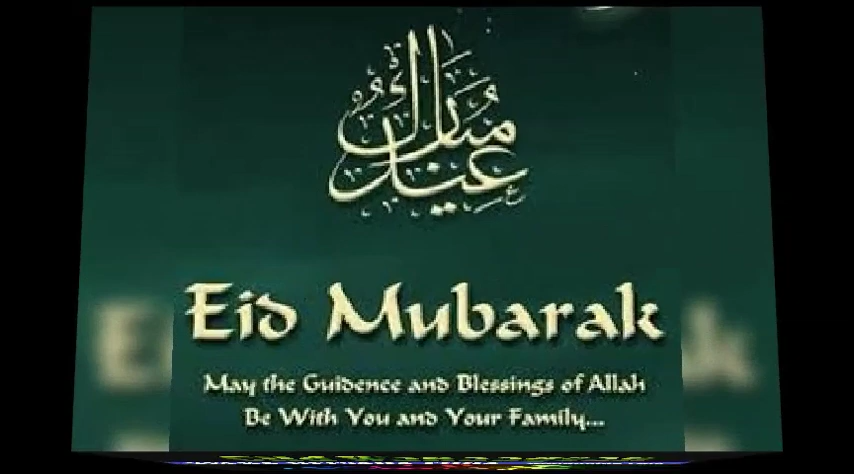 عيد مبارك
Eid Mubarak
May the Guidence and Blessings of Allah
Be With You and Your Family...